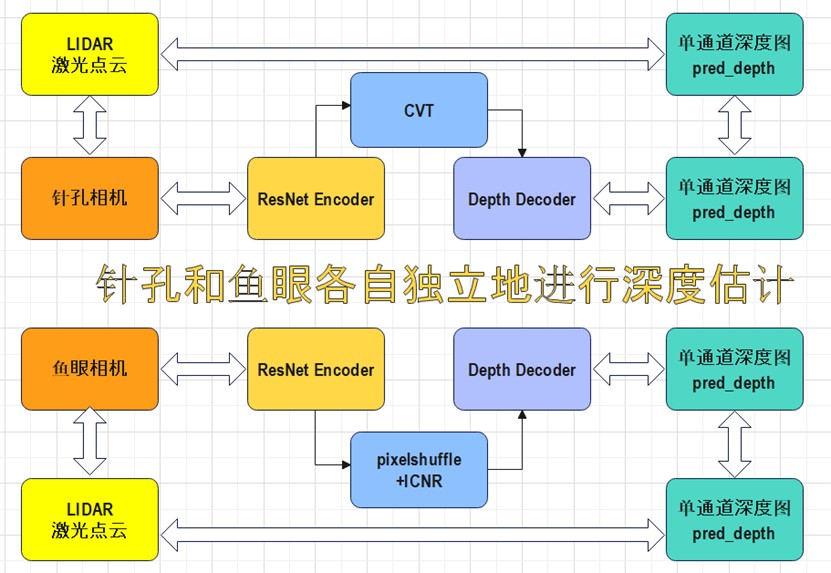 LIDAR
激光点云
单通道深度图
pred_depth
CVT
针孔相机
ResNet Encoder
Depth Decoder
单通道深度图
pred_depth
针孔和鱼眼各自独立地进行深度估计
鱼眼相机
ResNet Encoder
Depth Decoder
单通道深度图
pred_depth
pixelshuffle
+ICNR
LIDAR
激光点云
单通道深度图
pred_depth